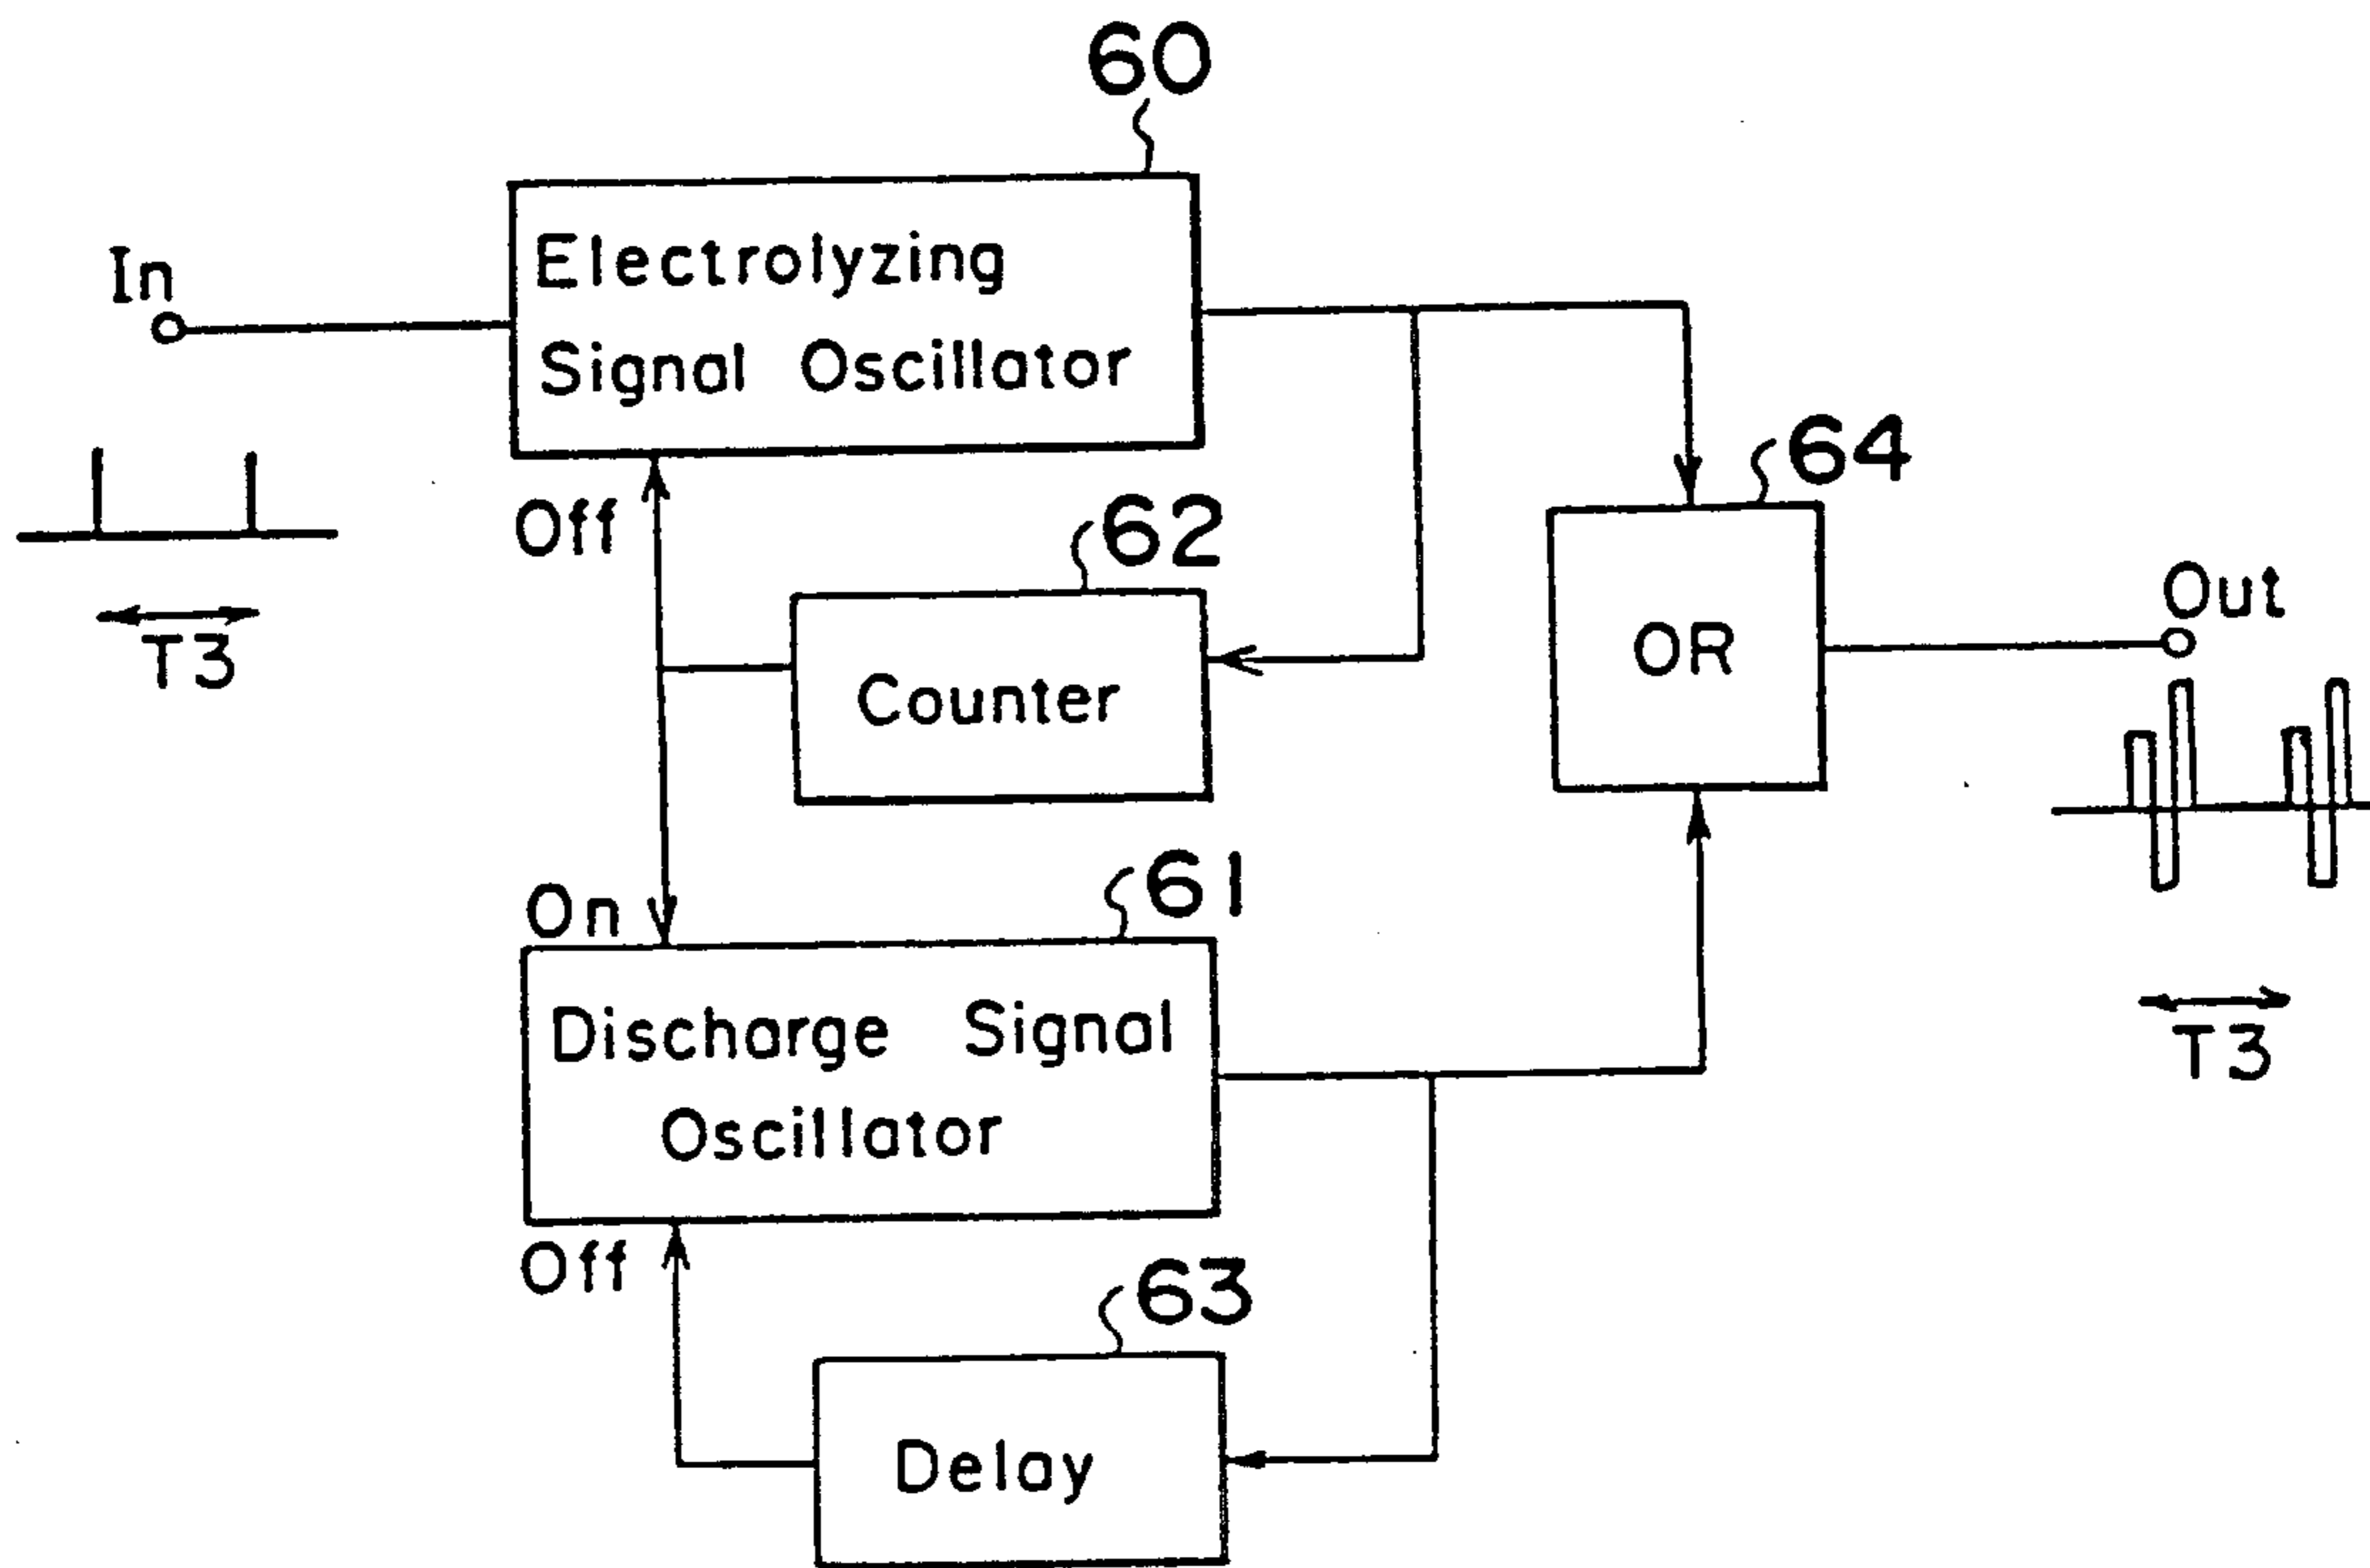 60
In
Electrolyzing
Signal Oscillator
64
Off
62
T3
Out
OR
Counter
61
On
Discharge Signal
Oscillator
T3
Off
63
Delay